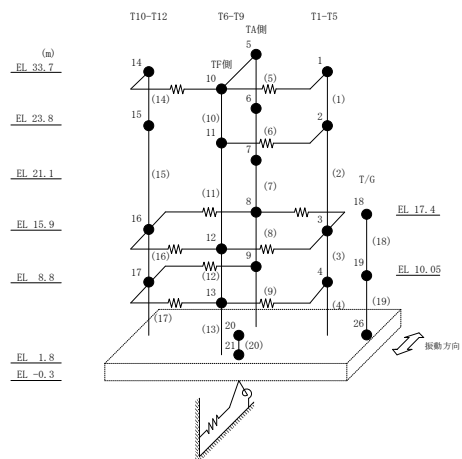 T10-T12 T6-T9 T1-T5
TA側
(m) 5
EL 33.7 14 TF側 1
10 (5)
(14) (10) 6 (1)
EL 23.8 15 2
11 (6)
7
EL 21.1 (15) (7) (2) T/G
(11) 18 EL 17.4
EL 15.9 16 8 3
12 (8) (18)
(16) 9 (3)
EL 8.8 17 (12) 4 19 EL 10.05
13 (9)
(17) (4) (19)
(13) 20 26
EL 1.8 21 (20) 振動方向
EL -0.3